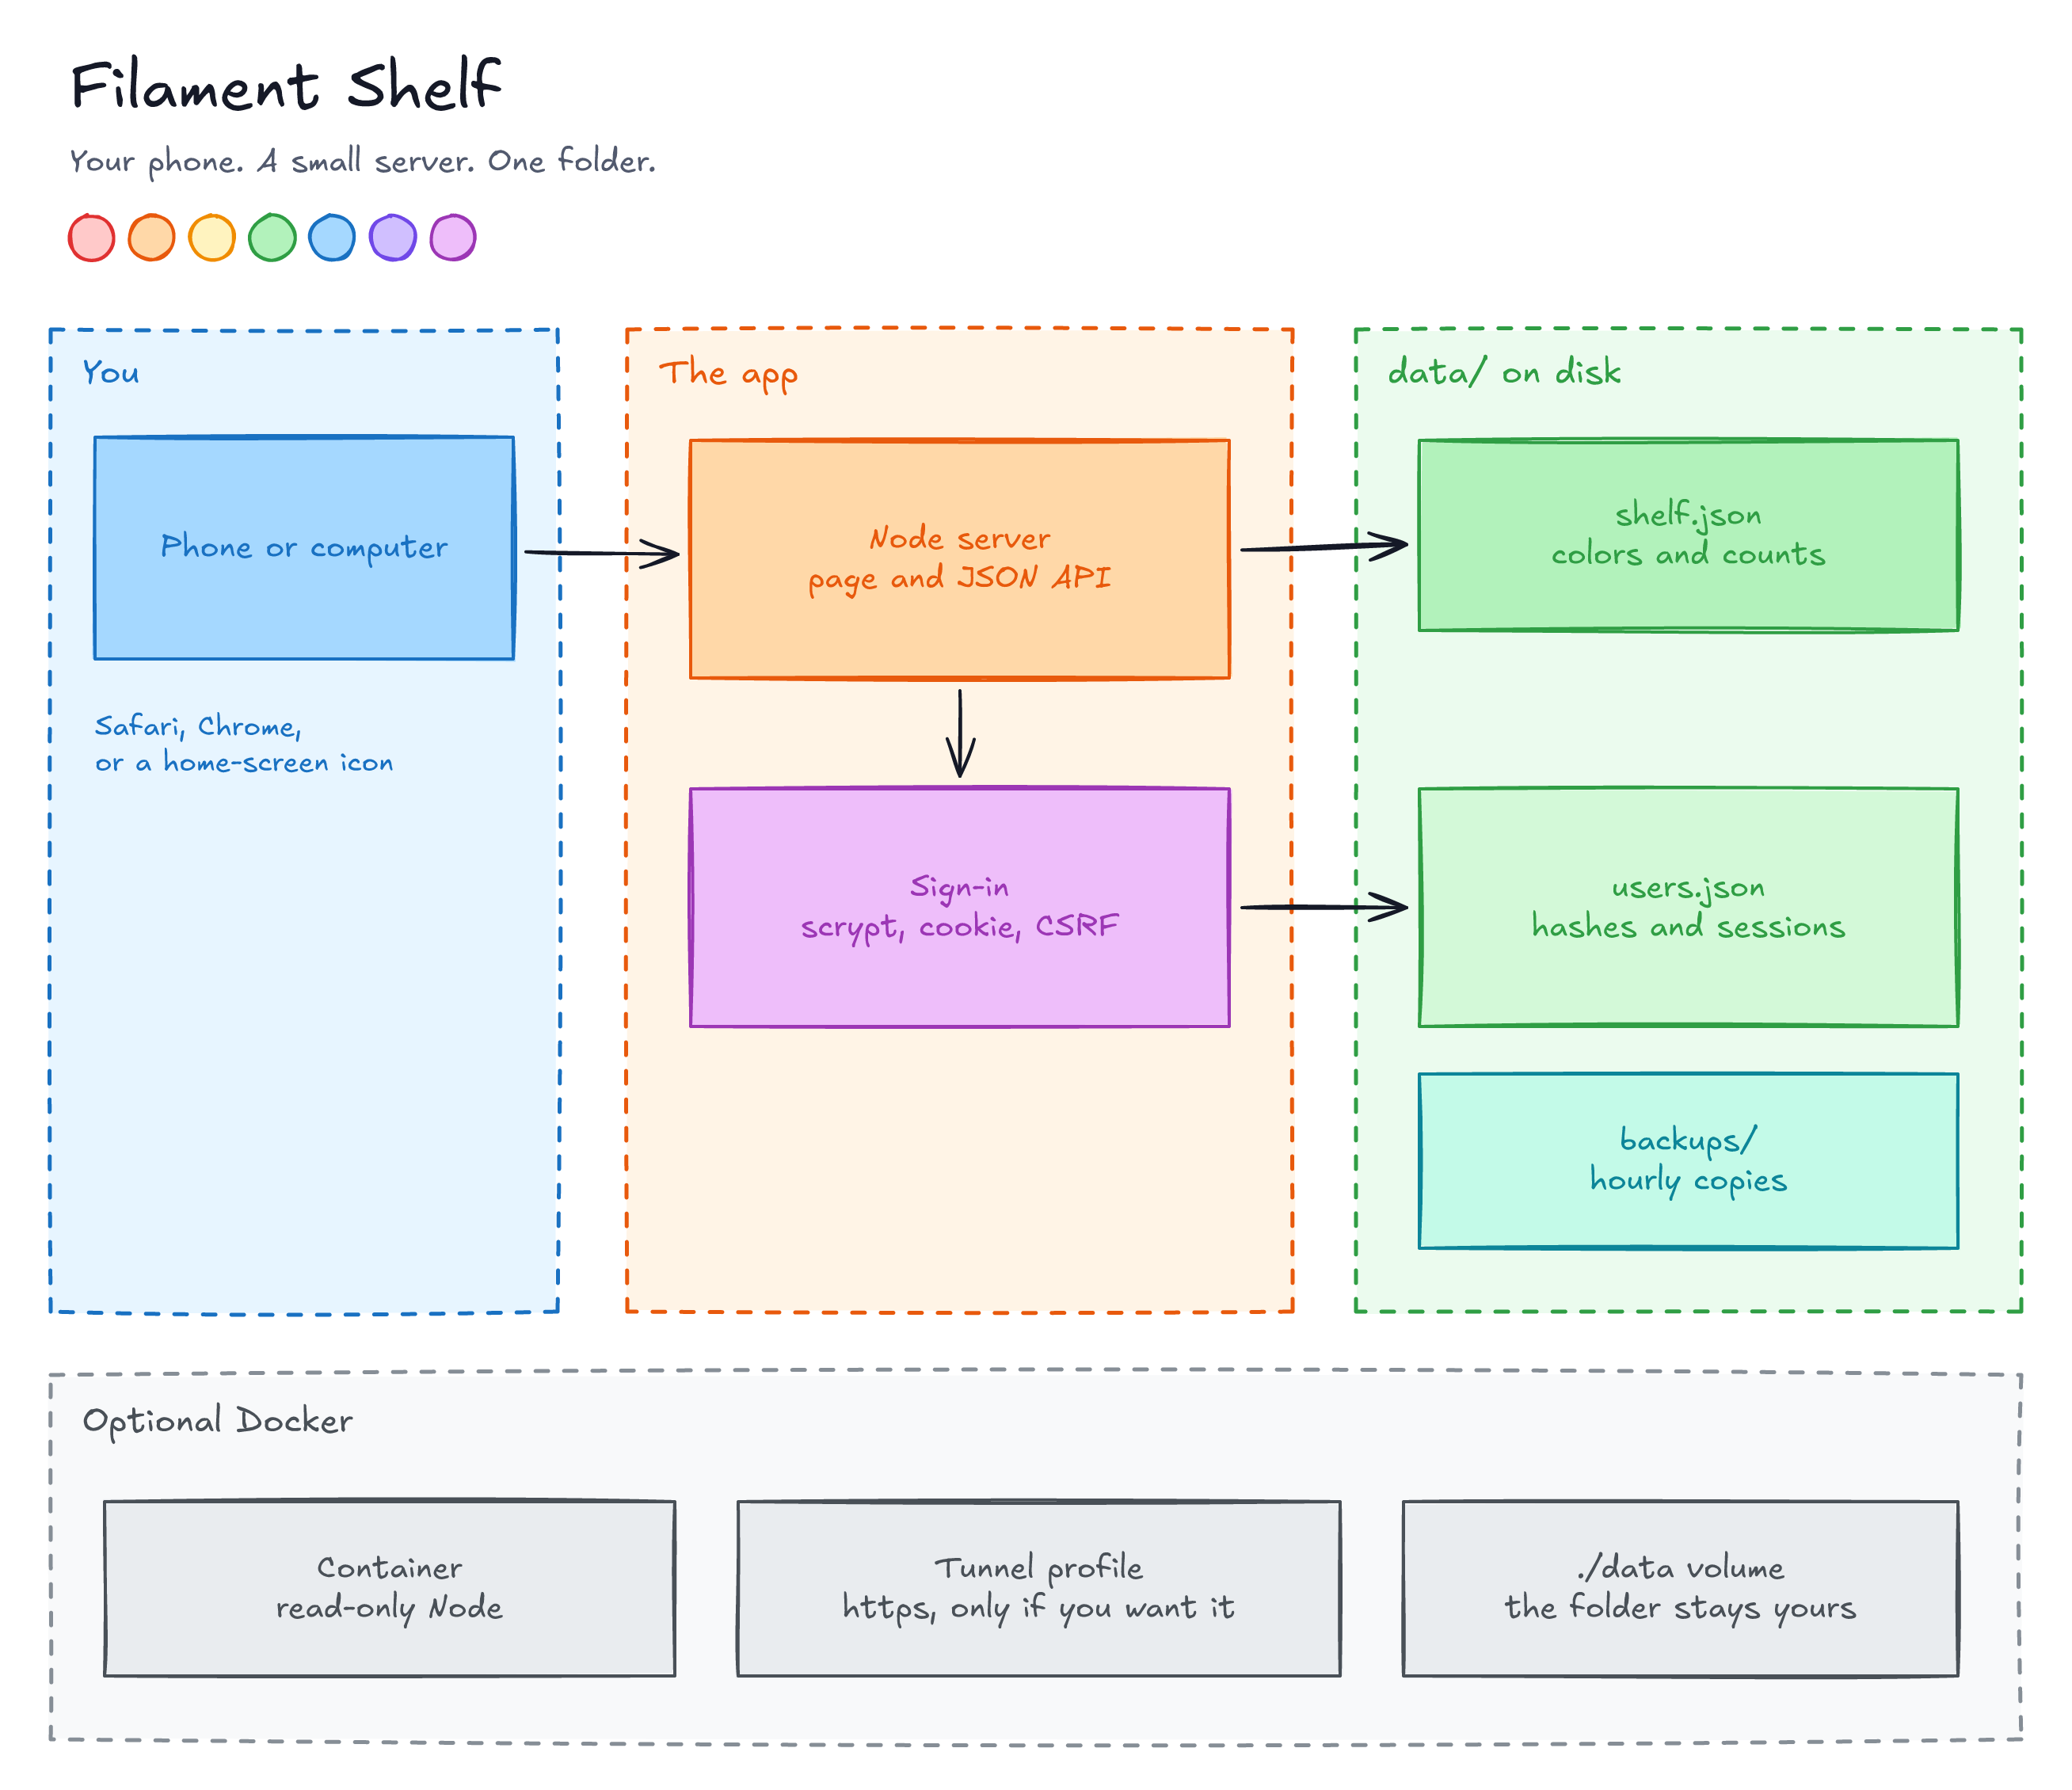 Filament Shelf
Your phone. A small server. One folder.
You
Phone or computer
Safari, Chrome,
or a home-screen icon
The app
Node server
page and JSON API
Sign-in
scrypt, cookie, CSRF
data/ on disk
shelf.json
colors and counts
users.json
hashes and sessions
backups/
hourly copies
Optional Docker
Container
read-only Node
Tunnel profile
https, only if you want it
./data volume
the folder stays yours